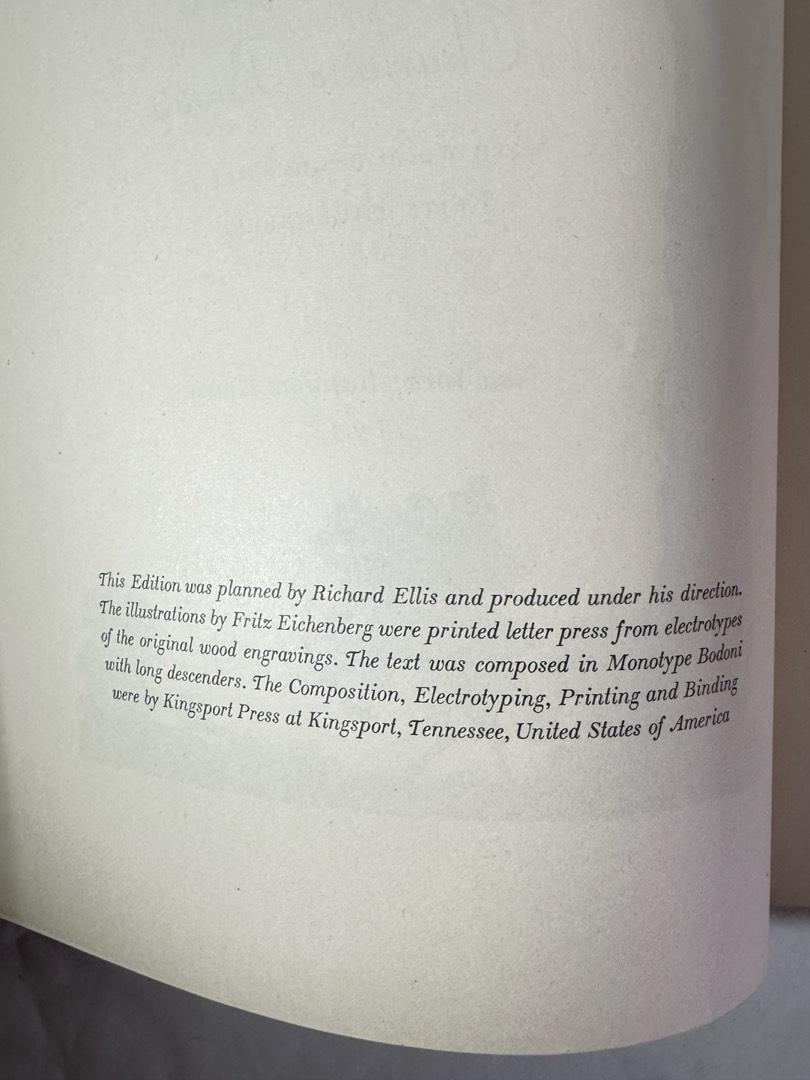 This Edition was planned by Richard Ellis and produced under his direction.
The illustrations by Fritz Eichenberg were printed letter press from electrotypes
of the original wood engravings. The text was composed in Monotype Bodoni
with long descenders. The Composition, Electrotyping, Printing and Binding
were by Kingsport Press at Kingsport, Tennessee, United States of America